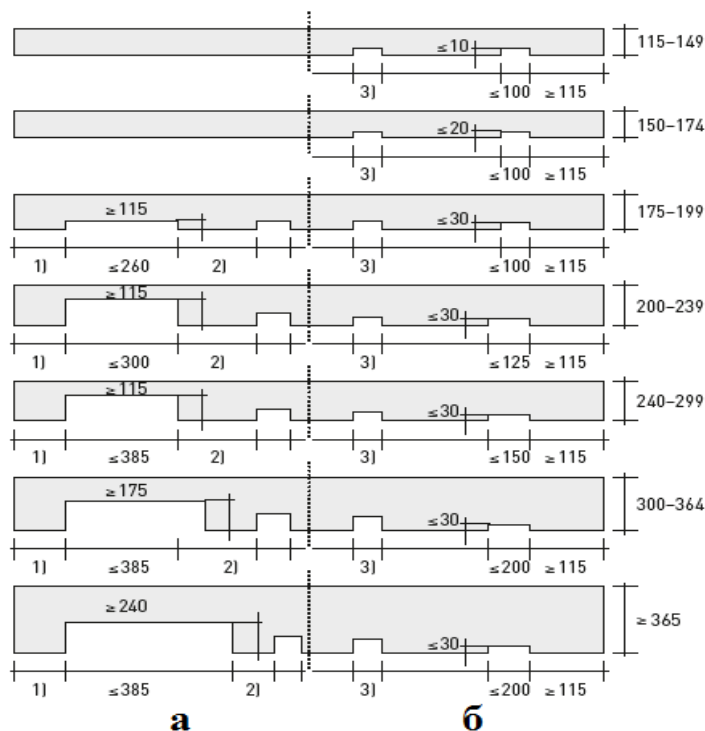 ≤10 115–149
3) ≤100 ≥115
≤20 150–174
3) ≤100 ≥115
≥115 ≤30 175–199
1) ≤260 2) 3) ≤100 ≥115
≥115 ≤30 200–239
1) ≤300 2) 3) ≤125 ≥115
≥115 ≤30 240–299
1) ≤385 2) 3) ≤150 ≥115
≥175 ≤30 300–364
1) ≤385 2) 3) ≤200 ≥115
≥240 ≤30 ≥365
1) ≤385 2) 3) ≤200 ≥115
а б